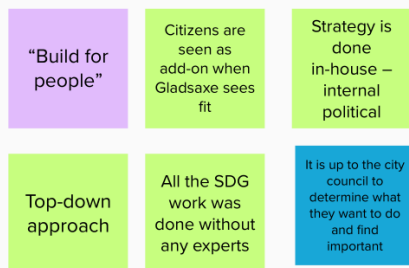 “Build for
people”
Citizens are
seen as
add-on when
Gladsaxe sees
fit
Strategy is
done
in-house –
internal
political
Top-down
approach
All the SDG
work was
done without
any experts
It is up to the city
council to
determine what
they want to do
and find
important